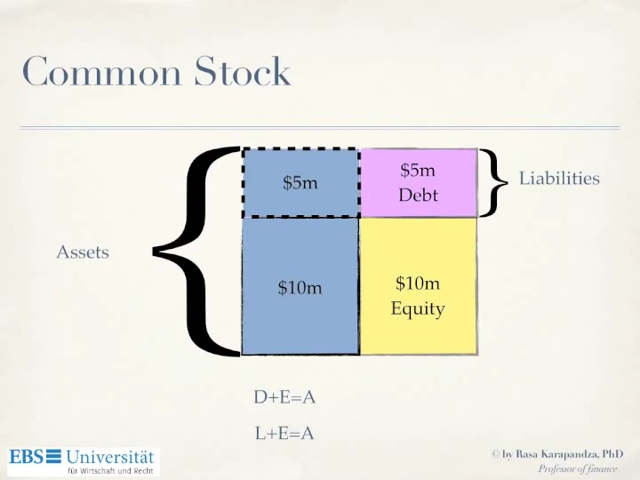 Common Stock
$5m
$5m
Debt
Liabilities
Assets
$10m
$10m
Equity
D+E=A
L+E=A
EBS Universität
für Wirtschaft und Recht
© by Rasa Karapandza, PhD
Professor of finance